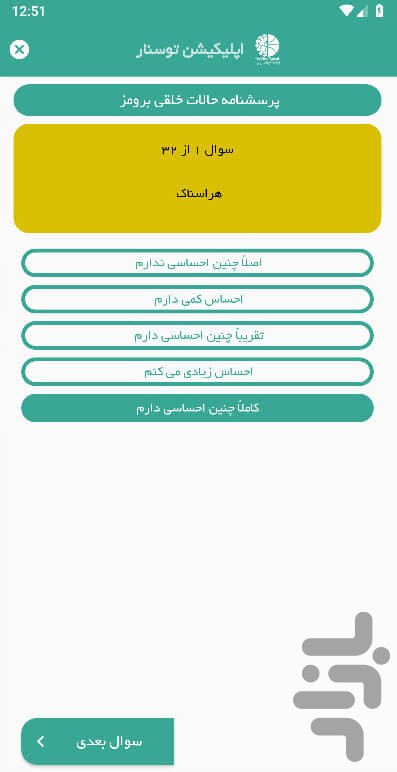 12:51
اپلیکیشن توسنار
پرسشنامه حالات خلقی برومز
سوال ۱ از ۳۲
هراسناک
اصلاً چنین احساسی ندارم
احساس کمی دارم
تقریباً چنین احساسی دارم
احساس زیادی می کنم
کاملاً چنین احساسی دارم
سوال بعدی
بازار